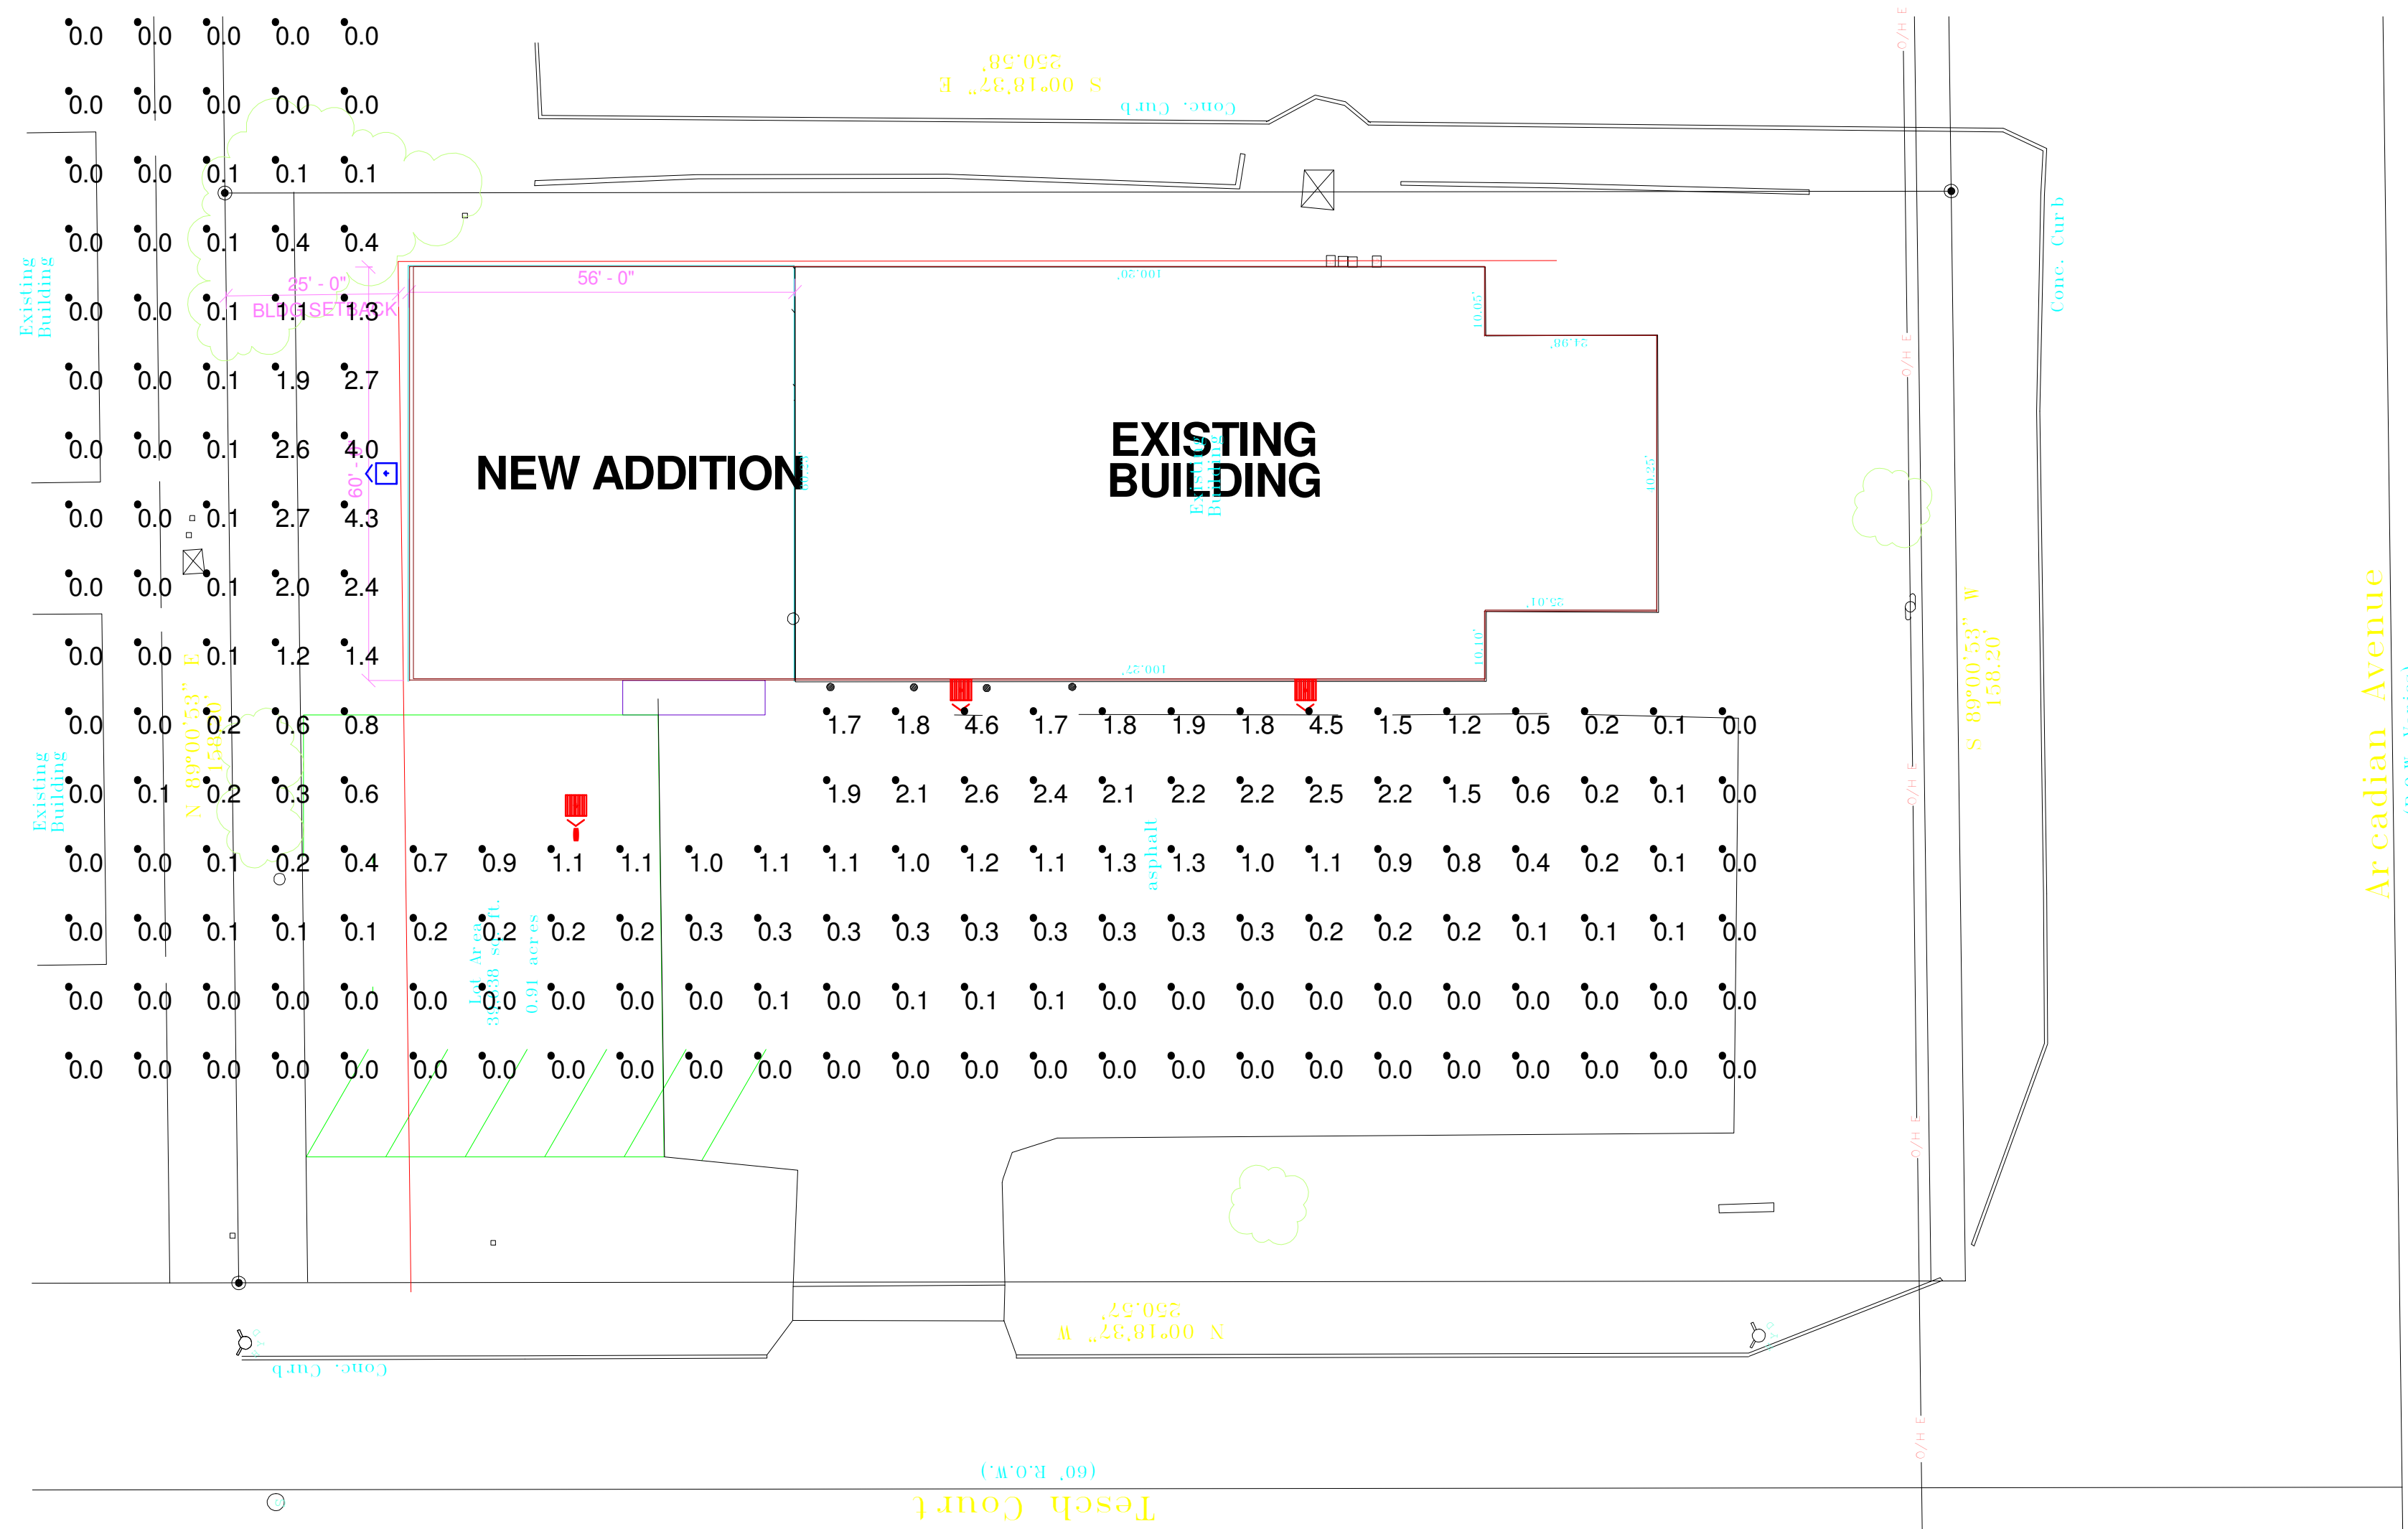 0.0 0.0 0.0 0.0 0.0
S 00°18'37" E
250.58'
Conc. Curb
0.0 0.0 0.0 0.0 0.0
0.0 0.0 0.1 0.1 0.1
0.0 0.0 0.1 0.4 0.4
Conc. Curb
Existing
Building
25' - 0"
BLDG SETBACK
56' - 0"
100.20'
0.0 0.0 0.1 1.1 1.3
10.05'
24.98'
0.0 0.0 0.1 1.9 2.7
0.0 0.0 0.1 2.6 4.0
60' - 0"
NEW ADDITION
EXISTING
BUILDING
Existing
Building
40.25'
0.0 0.0 0.1 2.7 4.3
0.0 0.0 0.1 2.0 2.4
25.01'
10.10'
100.27'
0.0 0.0 0.1 1.2 1.4
N 89°00'53" E
S 89°00'53" W
158.20'
Arcadian Avenue
0.0 0.0 0.2 0.6 0.8 1.7 1.8 4.6 1.7 1.8 1.9 1.8 4.5 1.5 1.2 0.5 0.2 0.1 0.0
Existing
Building
0.0 0.1 0.2 0.3 0.6 1.9 2.1 2.6 2.4 2.1 2.2 2.2 2.5 2.2 1.5 0.6 0.2 0.1 0.0
asphalt
0.0 0.0 0.1 0.2 0.4 0.7 0.9 1.1 1.1 1.0 1.1 1.1 1.0 1.2 1.1 1.3 1.3 1.0 1.1 0.9 0.8 0.4 0.2 0.1 0.0
0.0 0.0 0.1 0.1 0.1 0.2 0.2 0.2 0.2 0.3 0.3 0.3 0.3 0.3 0.3 0.3 0.3 0.3 0.2 0.2 0.2 0.1 0.1 0.1 0.0
Lot Area
sq. ft.
0.91 acres
0.0 0.0 0.0 0.0 0.0 0.0 0.0 0.0 0.0 0.0 0.1 0.0 0.1 0.1 0.1 0.0 0.0 0.0 0.0 0.0 0.0 0.0 0.0 0.0 0.0
0.0 0.0 0.0 0.0 0.0 0.0 0.0 0.0 0.0 0.0 0.0 0.0 0.0 0.0 0.0 0.0 0.0 0.0 0.0 0.0 0.0 0.0 0.0 0.0 0.0
O/H E
O/H E
O/H E
O/H E
O/H E
N 00°18'37" W
250.57'
Conc. Curb
(60' R.O.W.)
Tesch Court